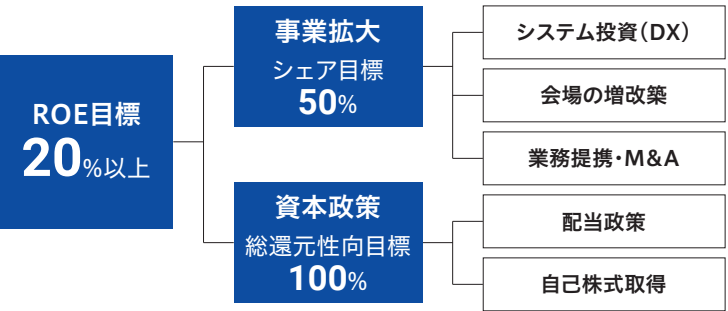 ROE目標
20%以上
事業拡大
シェア目標
50%
システム投資(DX)
会場の増改築
業務提携・M&A
資本政策
総還元性向目標
100%
配当政策
自己株式取得